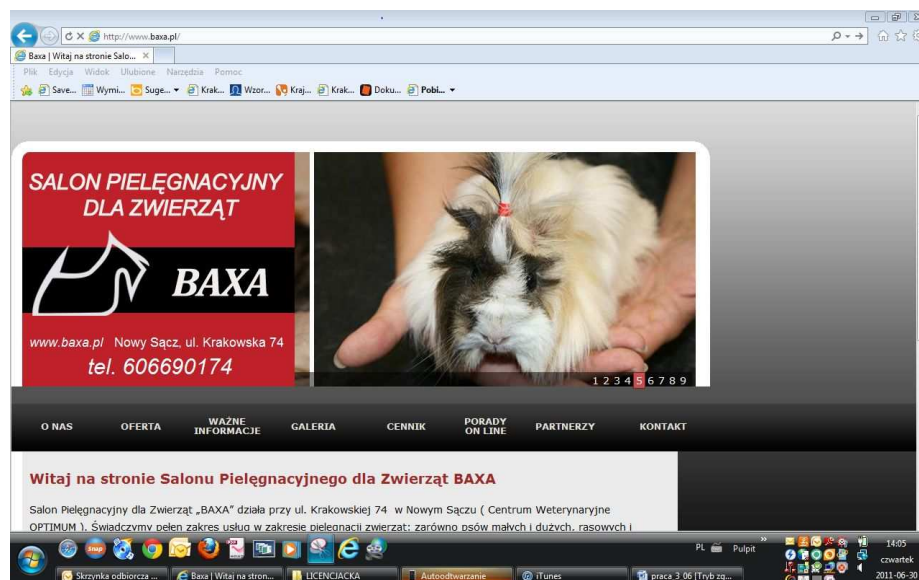 http://www.baxa.pl/
Baxa | Witaj na stronie Salo...
Plik Edycja Widok Ulubione Narzędzia Pomoc
Save... Wymi... Suge... Krak... Wzor... Kraj... Krak... Doku... Pobi...
SALON PIELĘGNACYJNY
DLA ZWIERZĄT
BAXA
www.baxa.pl Nowy Sącz, ul. Krakowska 74
tel. 606690174
1 2 3 4 5 6 7 8 9
O NAS OFERTA WAŻNE INFORMACJE GALERIA CENNIK PORADY ON LINE PARTNERZY KONTAKT
Witaj na stronie Salonu Pielęgnacyjnego dla Zwierząt BAXA
Salon Pielęgnacyjny dla Zwierząt „BAXA” działa przy ul. Krakowskiej 74 w Nowym Sączu ( Centrum Weterynaryjne
OPTIMUM ). Świadczymy pełen zakres usług w zakresie pielęgnacji zwierząt: zarówno psów małych i dużych, rasowych i
snap
PL Pulpit
14:05
czwartek
Skrzynka odbiorcza ... Baxa | Witaj na stron... LICENCJACKA Autoodtwarzanie iTunes praca 3 06 [Tryb zg...